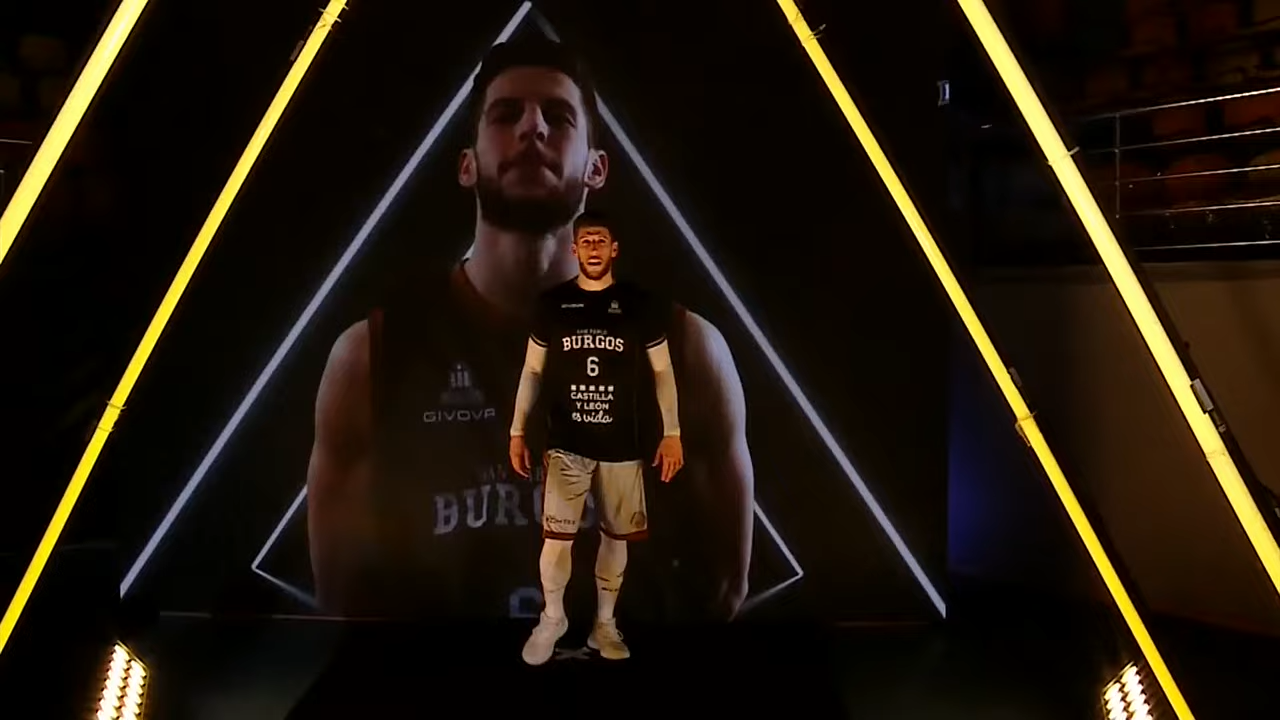 GIVOVA
BURGOS
SAN PABLO
BURGOS
6
CASTILLA
Y LEÓN
es vida